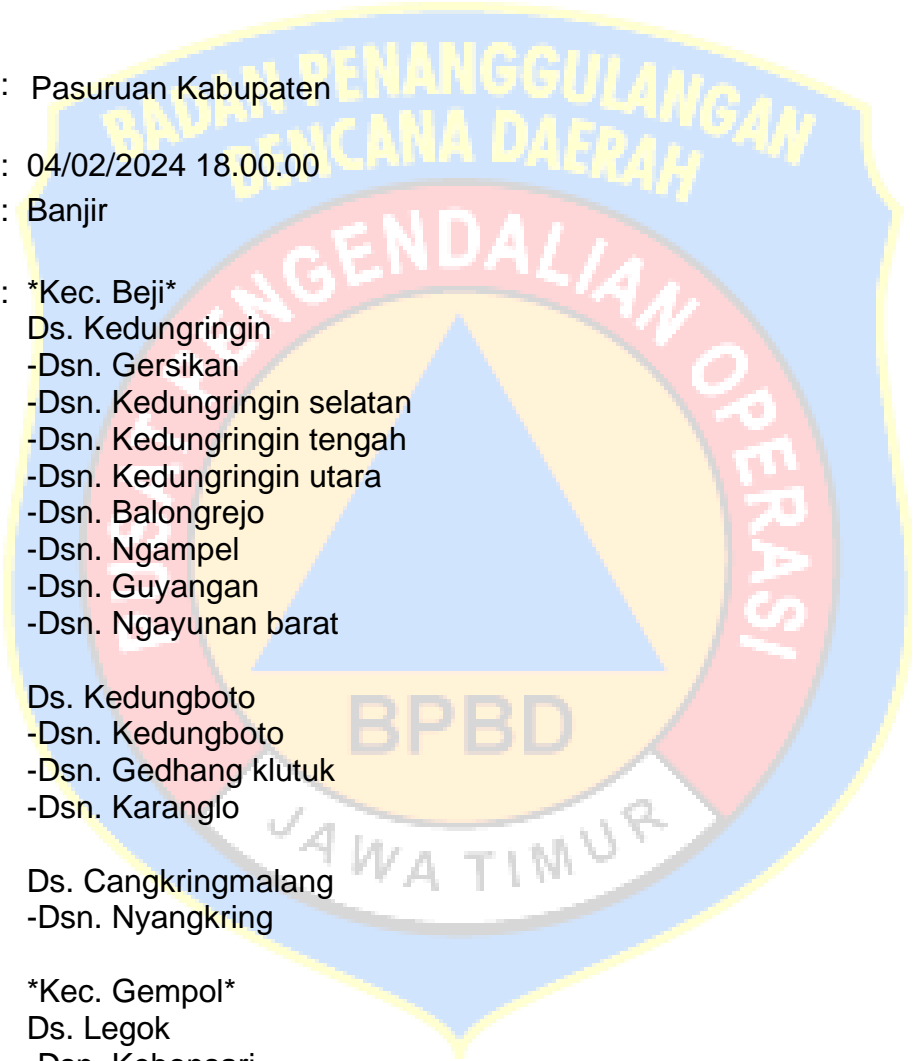 : Pasuruan Kabupaten
: 04/02/2024 18.00.00
: Banjir
: *Kec. Beji*
Ds. Kedungringin
-Dsn. Gersikan
-Dsn. Kedungringin selatan
-Dsn. Kedungringin tengah
-Dsn. Kedungringin utara
-Dsn. Balongrejo
-Dsn. Ngampel
-Dsn. Guyangan
-Dsn. Ngayunan barat
Ds. Kedungboto
-Dsn. Kedungboto
-Dsn. Gedhang klutuk
-Dsn. Karanglo
Ds. Cangkringmalang
-Dsn. Nyangkring
*Kec. Gempol*
Ds. Legok
-Dsn. Kebonsari
BADAN PENANGGULANGAN
BENCANA DAERAH
PUSAT PENGENDALIAN OPERASI
BPBD
JAWA TIMUR